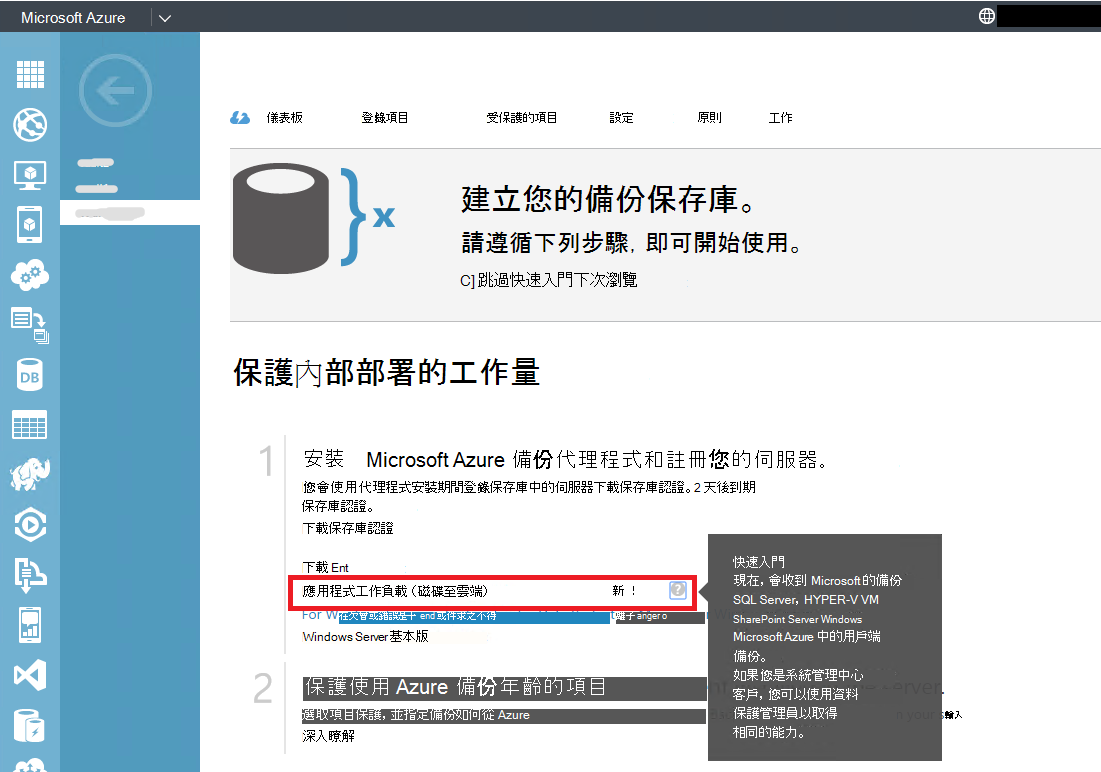 Microsoft Azure
儀表板 登錄項目 受保護的項目 設定 原則 工作
建立您的備份保存庫。
請遵循下列步驟, 即可開始使用。
C] 跳過快速入門下次瀏覽
保護內部部署的工作量
1 安裝 Microsoft Azure 備份代理程式和註冊您的伺服器。
您會使用代理程式安裝期間登錄保存庫中的伺服器下載保存庫認證。2 天後到期
保存庫認證。
下載保存庫認證
下載 Ent
應用程式工作負載 (磁碟至雲端) 新 ! ?
For W
Windows Server 基本版
2 保護使用 Azure 備份年齡的項目 server.
選取項目保護, 並指定備份如何從 Azure your 輸入
深入瞭解
快速入門
現在, 會收到 Microsoft 的備份
SQL Server, HYPER-V VM
SharePoint Server Windows
Microsoft Azure 中的用戶端
備份。
如果您是系統管理中心
客戶, 您可以使用資料
保護管理員以取得
相同的能力。
DB
x